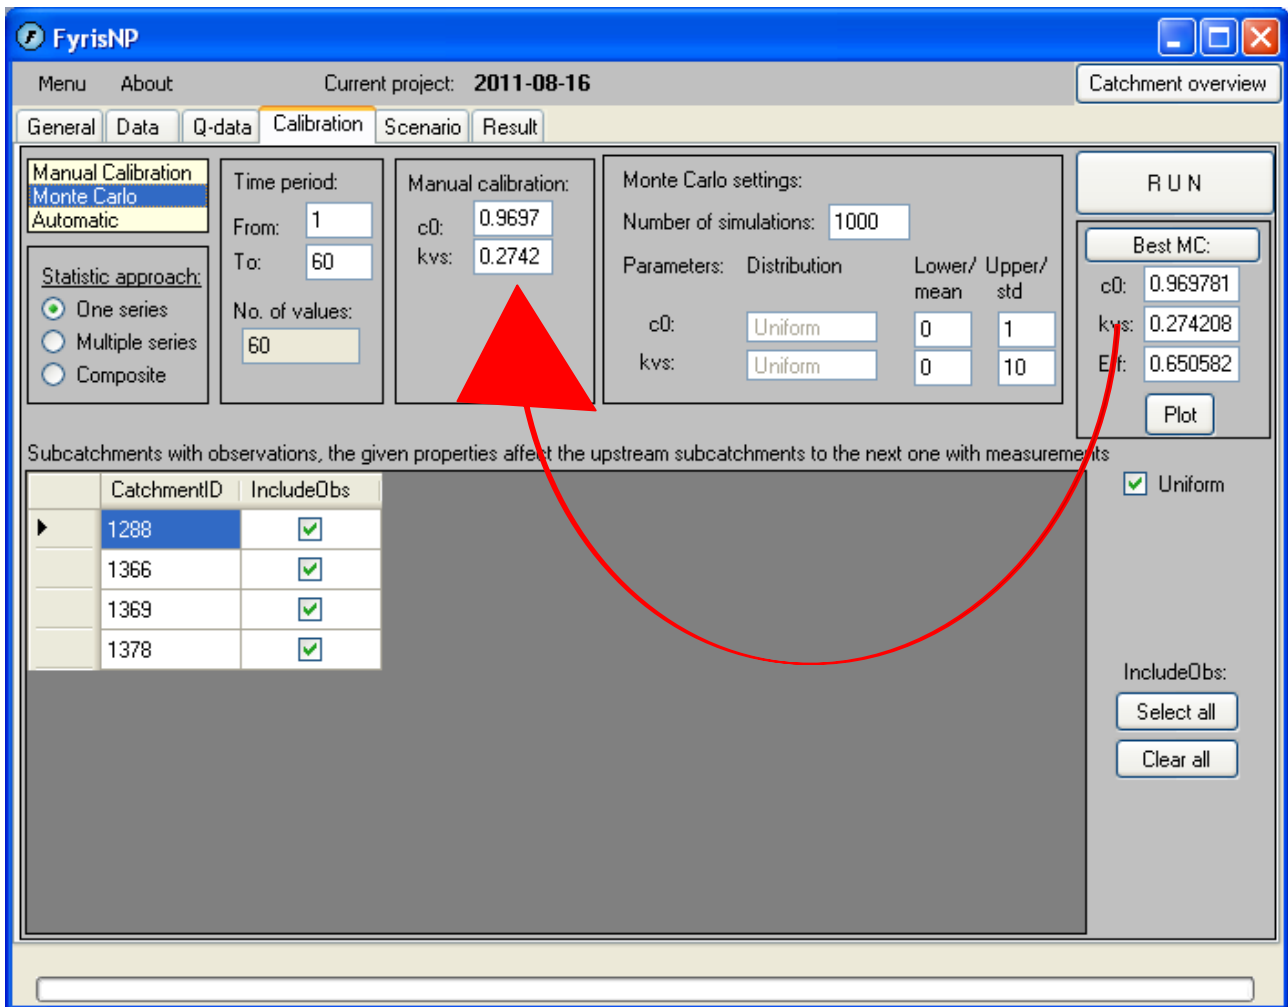 FyrisNP
Menu About Current project: 2011-08-16 Catchment overview
General Data Q-data Calibration Scenario Result
Manual Calibration
Monte Carlo
Automatic
Statistic approach:
One series
Multiple series
Composite
Time period:
From: 1
To: 60
No. of values:
60
Manual calibration:
c0: 0.9697
kvs: 0.2742
Monte Carlo settings:
Number of simulations: 1000
Parameters: Distribution Lower/ Upper/
mean std
c0: Uniform 0 1
kvs: Uniform 0 10
R U N
Best MC:
c0: 0.969781
kvs: 0.274208
Eff: 0.650582
Plot
Subcatchments with observations, the given properties affect the upstream subcatchments to the next one with measurements
CatchmentID IncludeObs
1288
1366
1369
1378
Uniform
IncludeObs:
Select all
Clear all